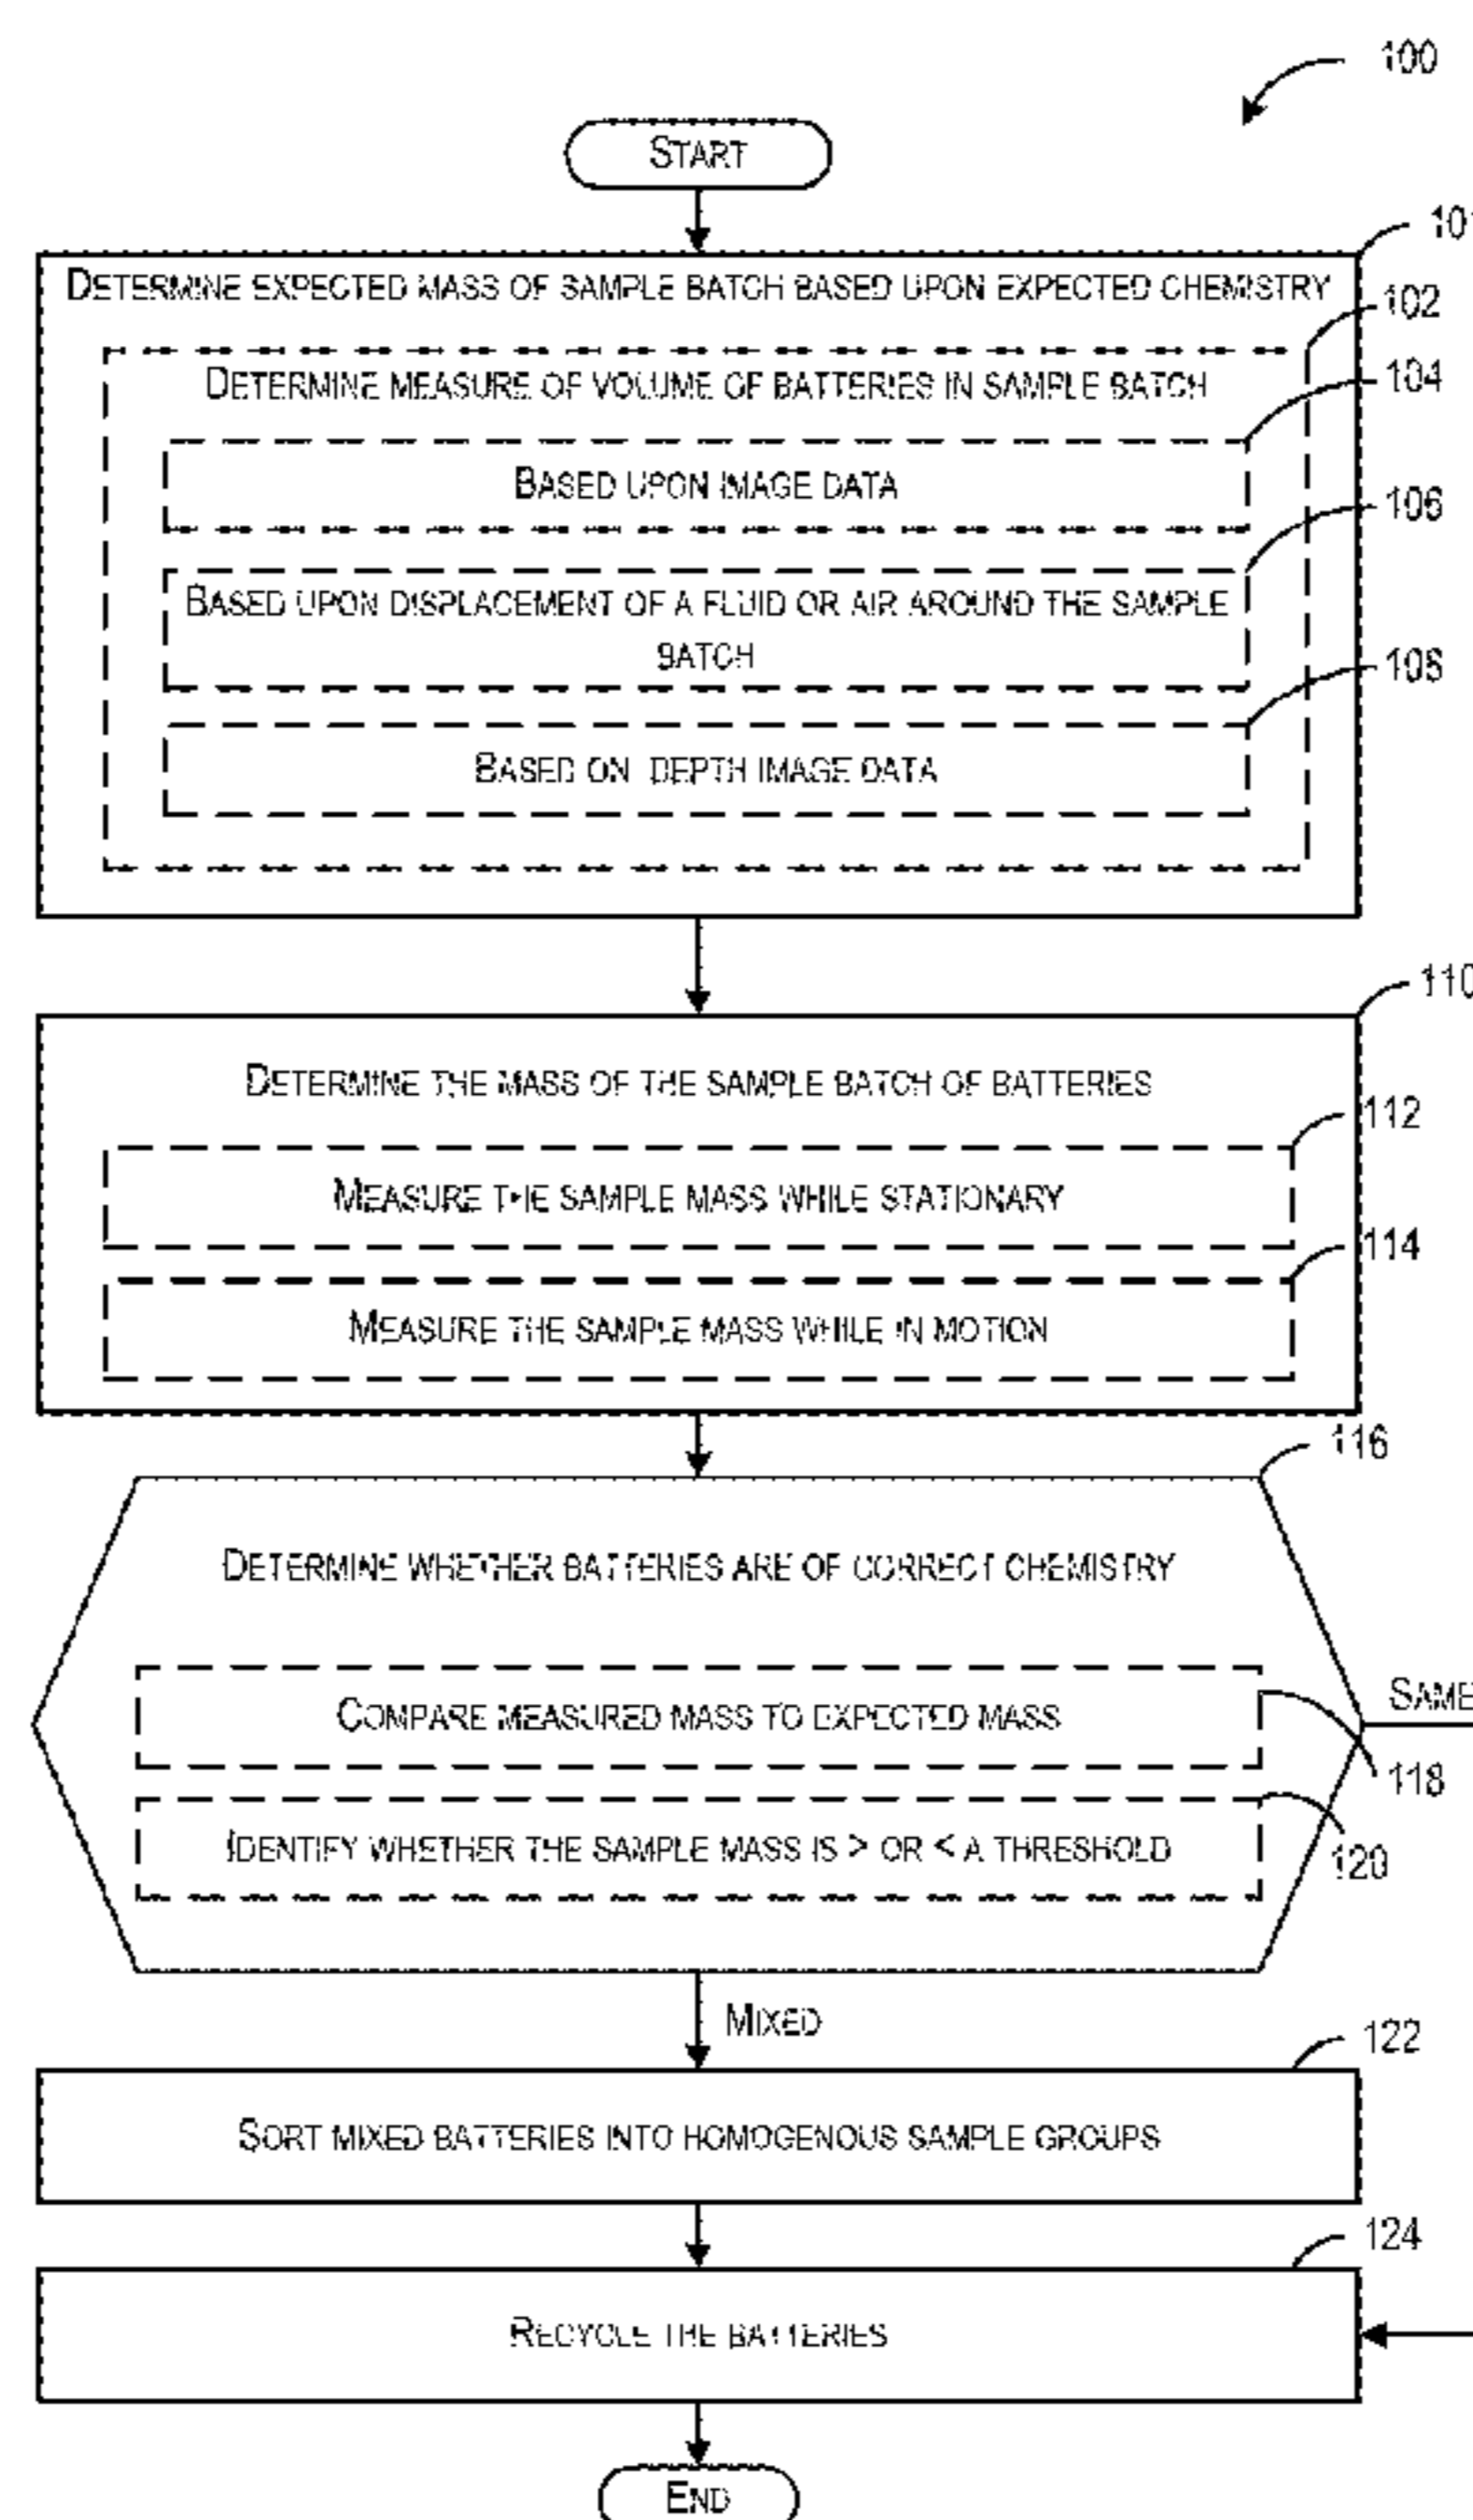 100
START
101
DETERMINE EXPECTED MASS OF SAMPLE BATCH BASED UPON EXPECTED CHEMISTRY
102
DETERMINE MEASURE OF VOLUME OF BATTERIES IN SAMPLE BATCH
104
BASED UPON IMAGE DATA
106
BASED UPON DISPLACEMENT OF A FLUID OR AIR AROUND THE SAMPLE
BATCH
108
BASED ON DEPTH IMAGE DATA
110
DETERMINE THE MASS OF THE SAMPLE BATCH OF BATTERIES
112
MEASURE THE SAMPLE MASS WHILE STATIONARY
114
MEASURE THE SAMPLE MASS WHILE IN MOTION
116
DETERMINE WHETHER BATTERIES ARE OF CORRECT CHEMISTRY
SAME
COMPARE MEASURED MASS TO EXPECTED MASS
118
IDENTIFY WHETHER THE SAMPLE MASS IS > OR < A THRESHOLD
120
MIXED
122
SORT MIXED BATTERIES INTO HOMOGENOUS SAMPLE GROUPS
124
RECYCLE THE BATTERIES
END